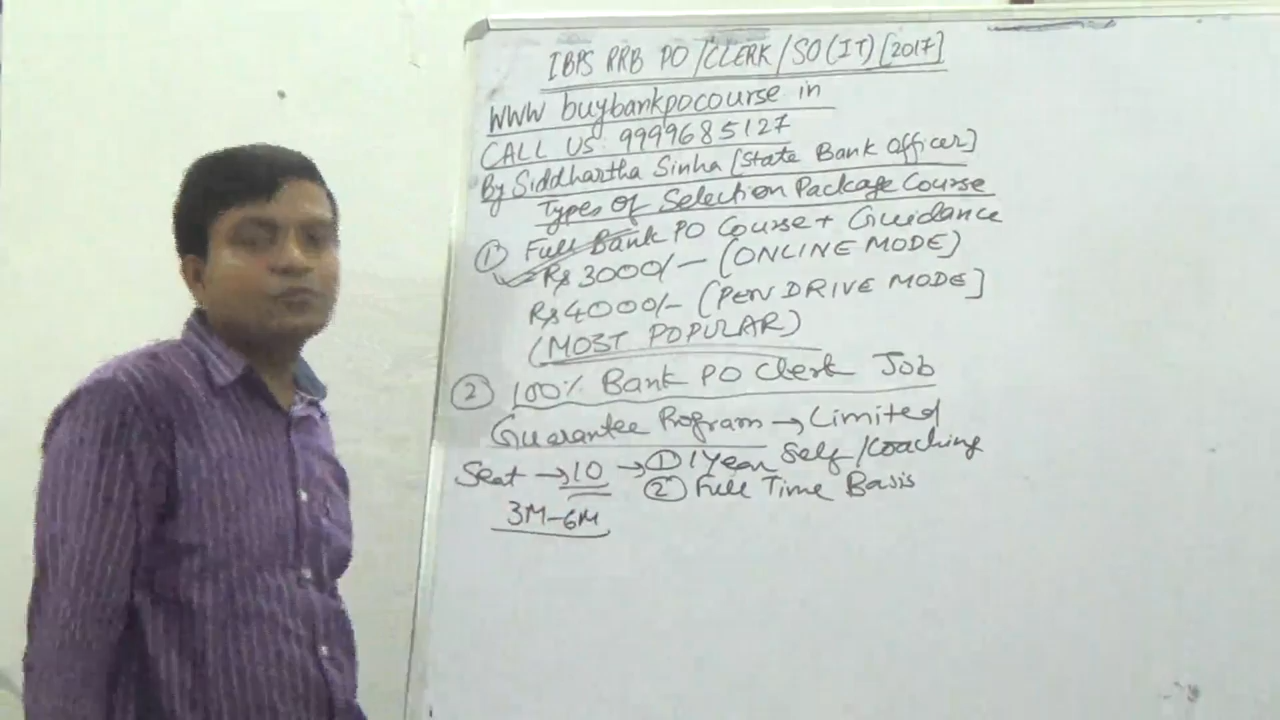 IBPS RRB PO/CLERK/SO(IT)[2017]
WWW buybankpocourse in
CALL US: 9999685127
By Siddhartha Sinha [State Bank Officer]
Types Of Selection Package Course
① Full Bank PO Course + Guidance
Rs 3000/- (ONLINE MODE)
Rs 4000/- (PEN DRIVE MODE]
(MOST POPULAR)
② 100% Bank PO Clerk Job
Guarantee Program → Limited
Seat → 10 → ① 1 Year Self/Coaching
② Full Time Basis
3M-6M